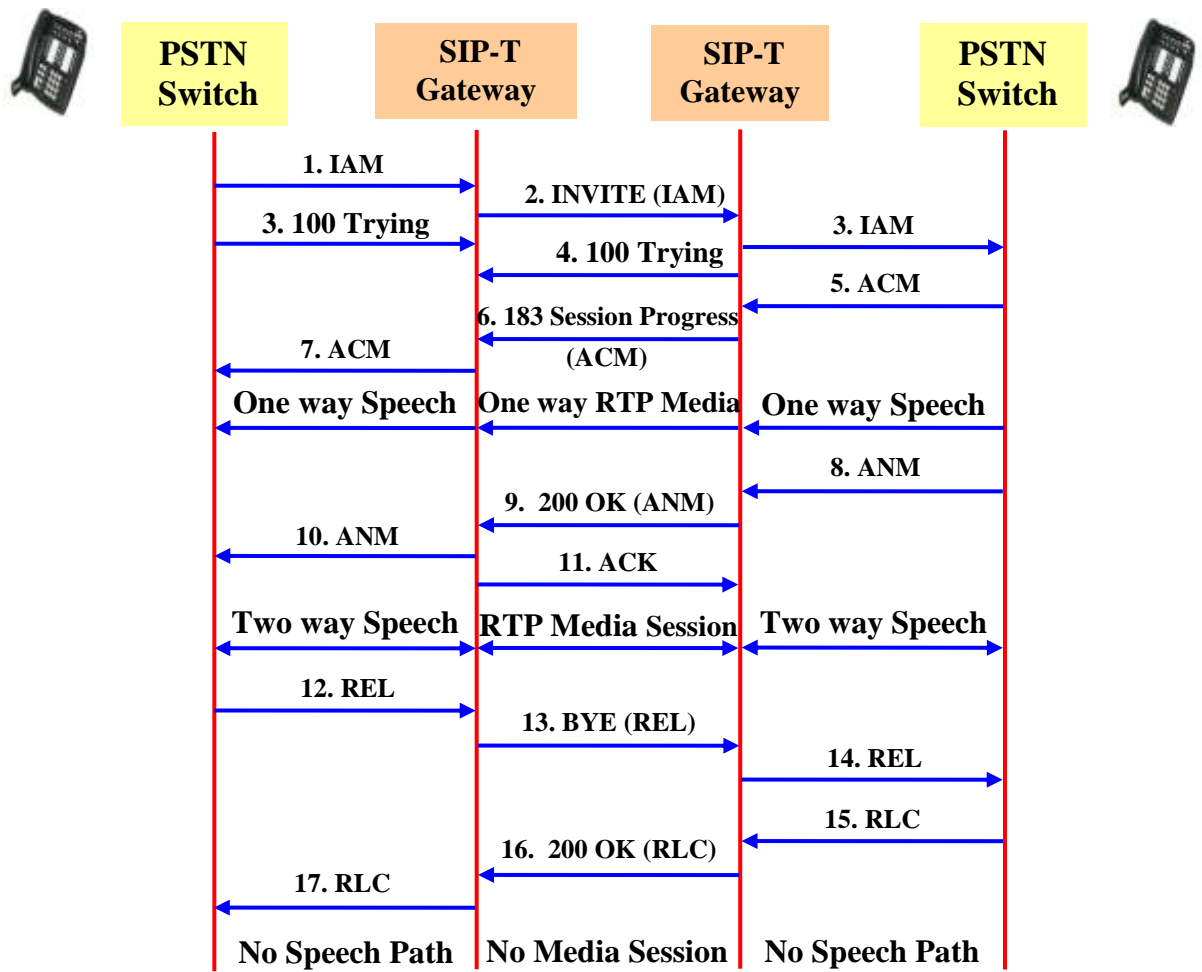 PSTN
Switch
SIP-T
Gateway
SIP-T
Gateway
PSTN
Switch
1. IAM
2. INVITE (IAM)
3. 100 Trying
3. IAM
4. 100 Trying
5. ACM
6. 183 Session Progress
(ACM)
7. ACM
One way Speech
One way RTP Media
One way Speech
8. ANM
9. 200 OK (ANM)
10. ANM
11. ACK
Two way Speech
RTP Media Session
Two way Speech
12. REL
13. BYE (REL)
14. REL
15. RLC
16. 200 OK (RLC)
17. RLC
No Speech Path
No Media Session
No Speech Path